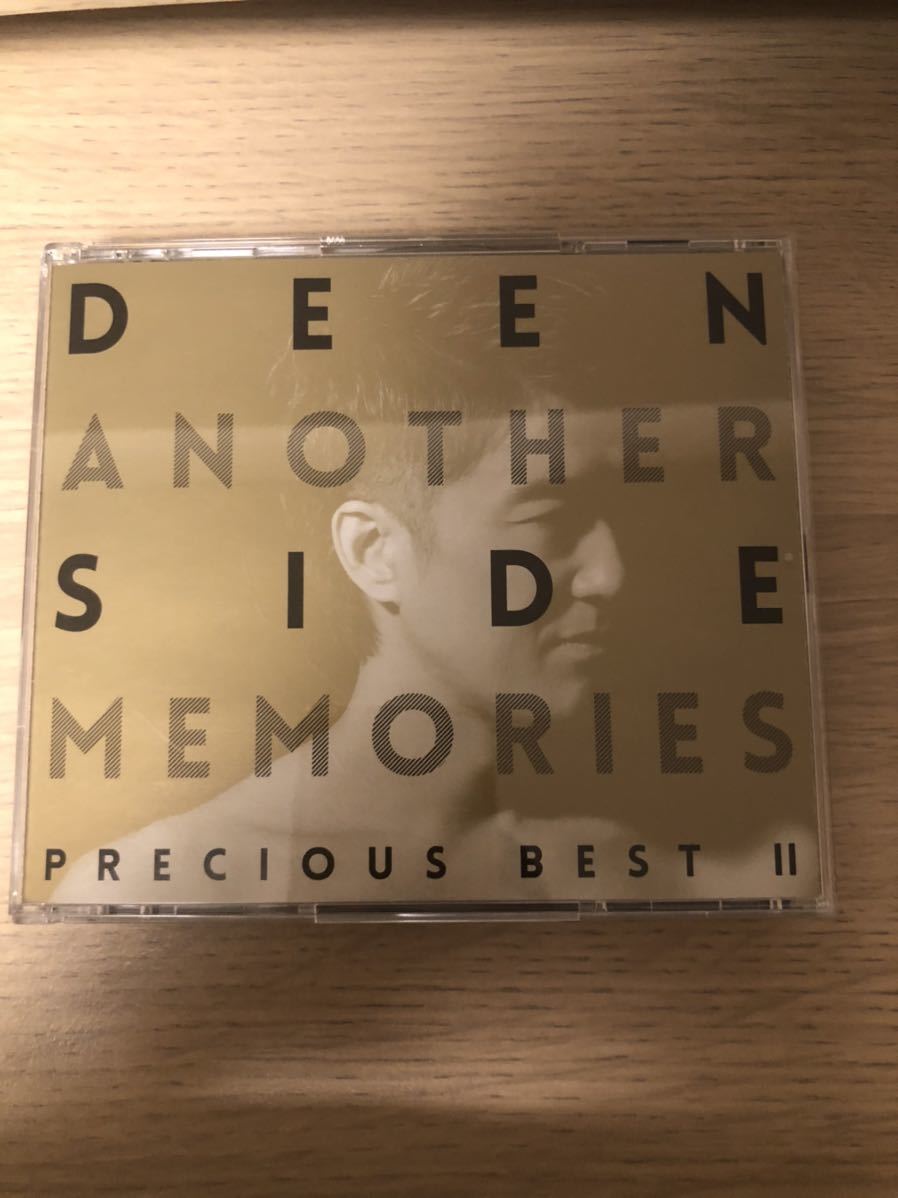 DEEN
ANOTHER
SIDE
MEMORIES
PRECIOUS BEST II